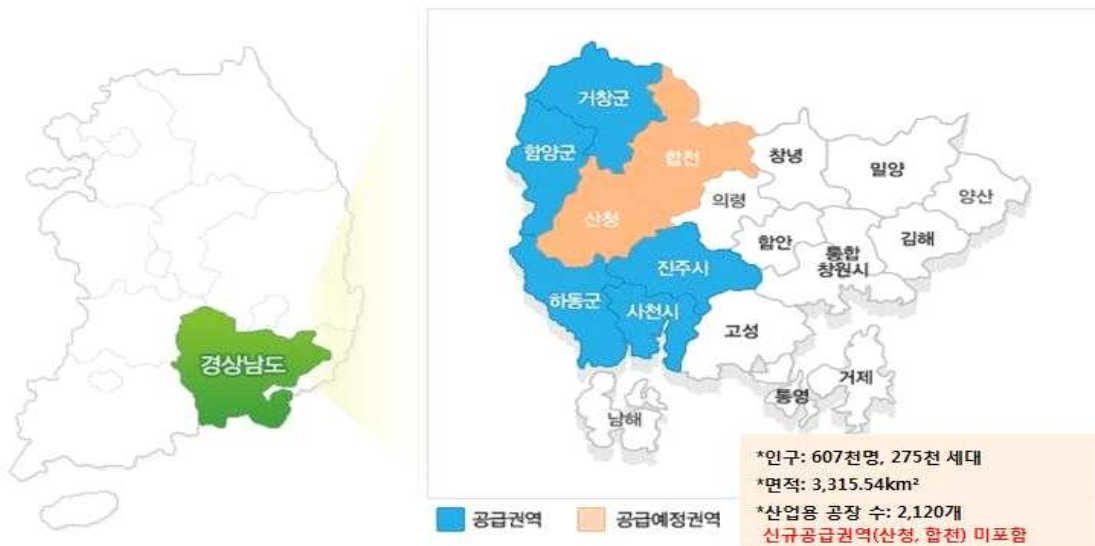 경상남도
거창군
함양군
합천
창녕
밀양
양산
산청
의령
함안
통합
창원시
김해
진주시
하동군
사천시
고성
거제
통영
남해
*인구: 607천명, 275천 세대
*면적: 3,315.54km²
*산업용 공장 수: 2,120개
신규공급권역(산청, 합천) 미포함
공급권역
공급예정권역